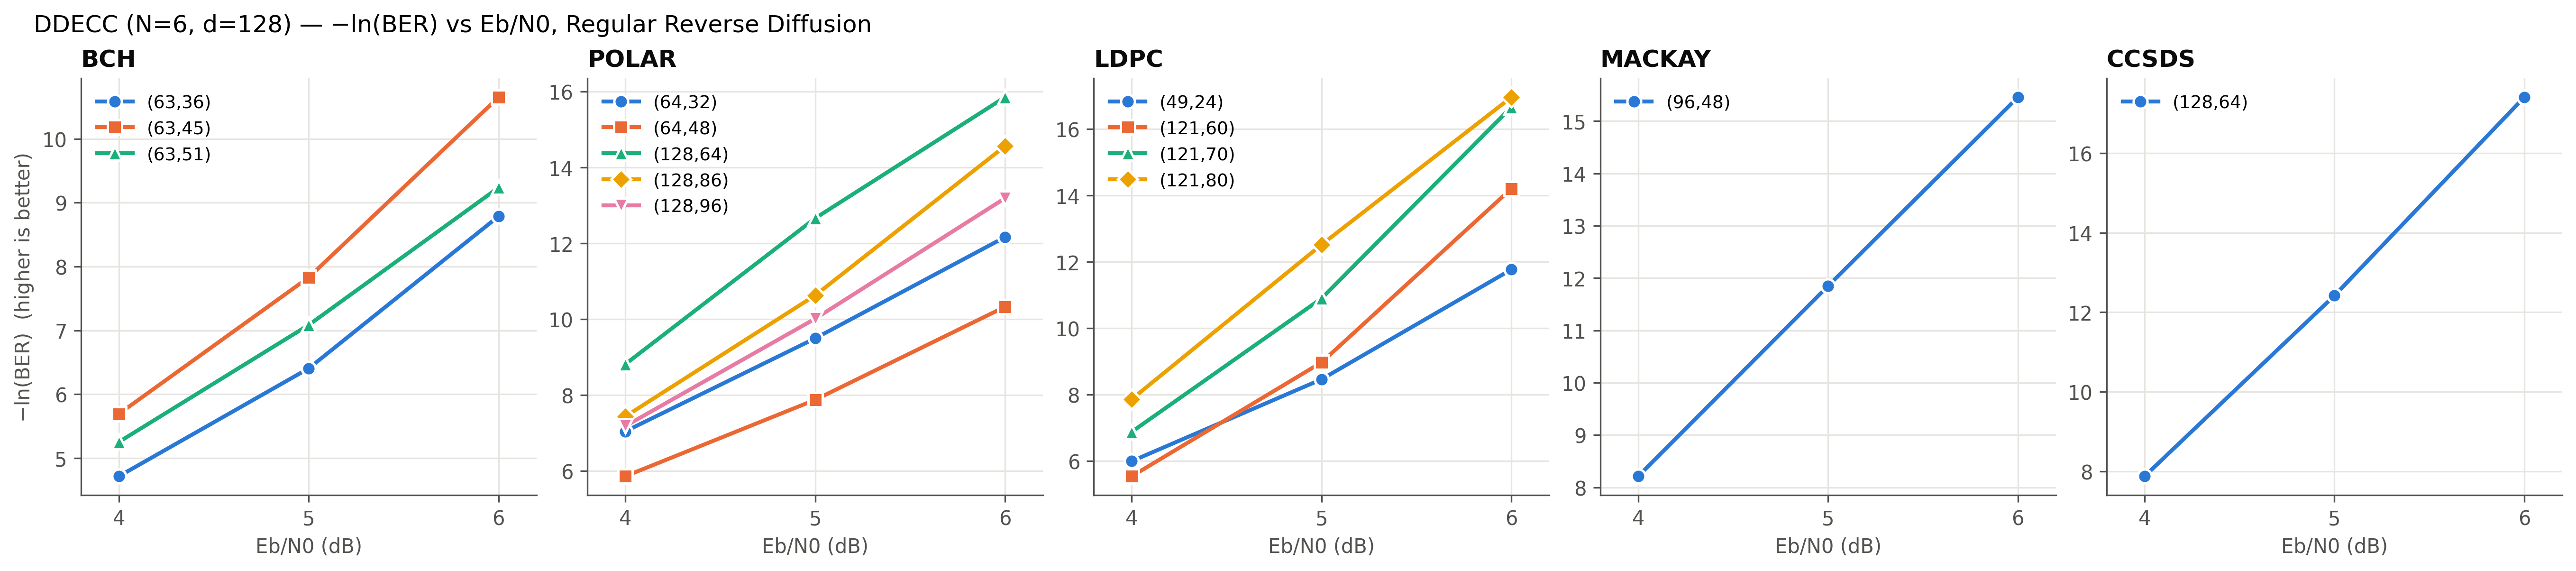 DDECC (N=6, d=128) — −ln(BER) vs Eb/N0, Regular Reverse Diffusion
BCH
−ln(BER) (higher is better)
(63,36)
(63,45)
(63,51)
10
9
8
7
6
5
4 5 6
Eb/N0 (dB)
POLAR
(64,32)
(64,48)
(128,64)
(128,86)
(128,96)
16
14
12
10
8
6
4 5 6
Eb/N0 (dB)
LDPC
(49,24)
(121,60)
(121,70)
(121,80)
16
14
12
10
8
6
4 5 6
Eb/N0 (dB)
MACKAY
(96,48)
15
14
13
12
11
10
9
8
4 5 6
Eb/N0 (dB)
CCSDS
(128,64)
16
14
12
10
8
4 5 6
Eb/N0 (dB)